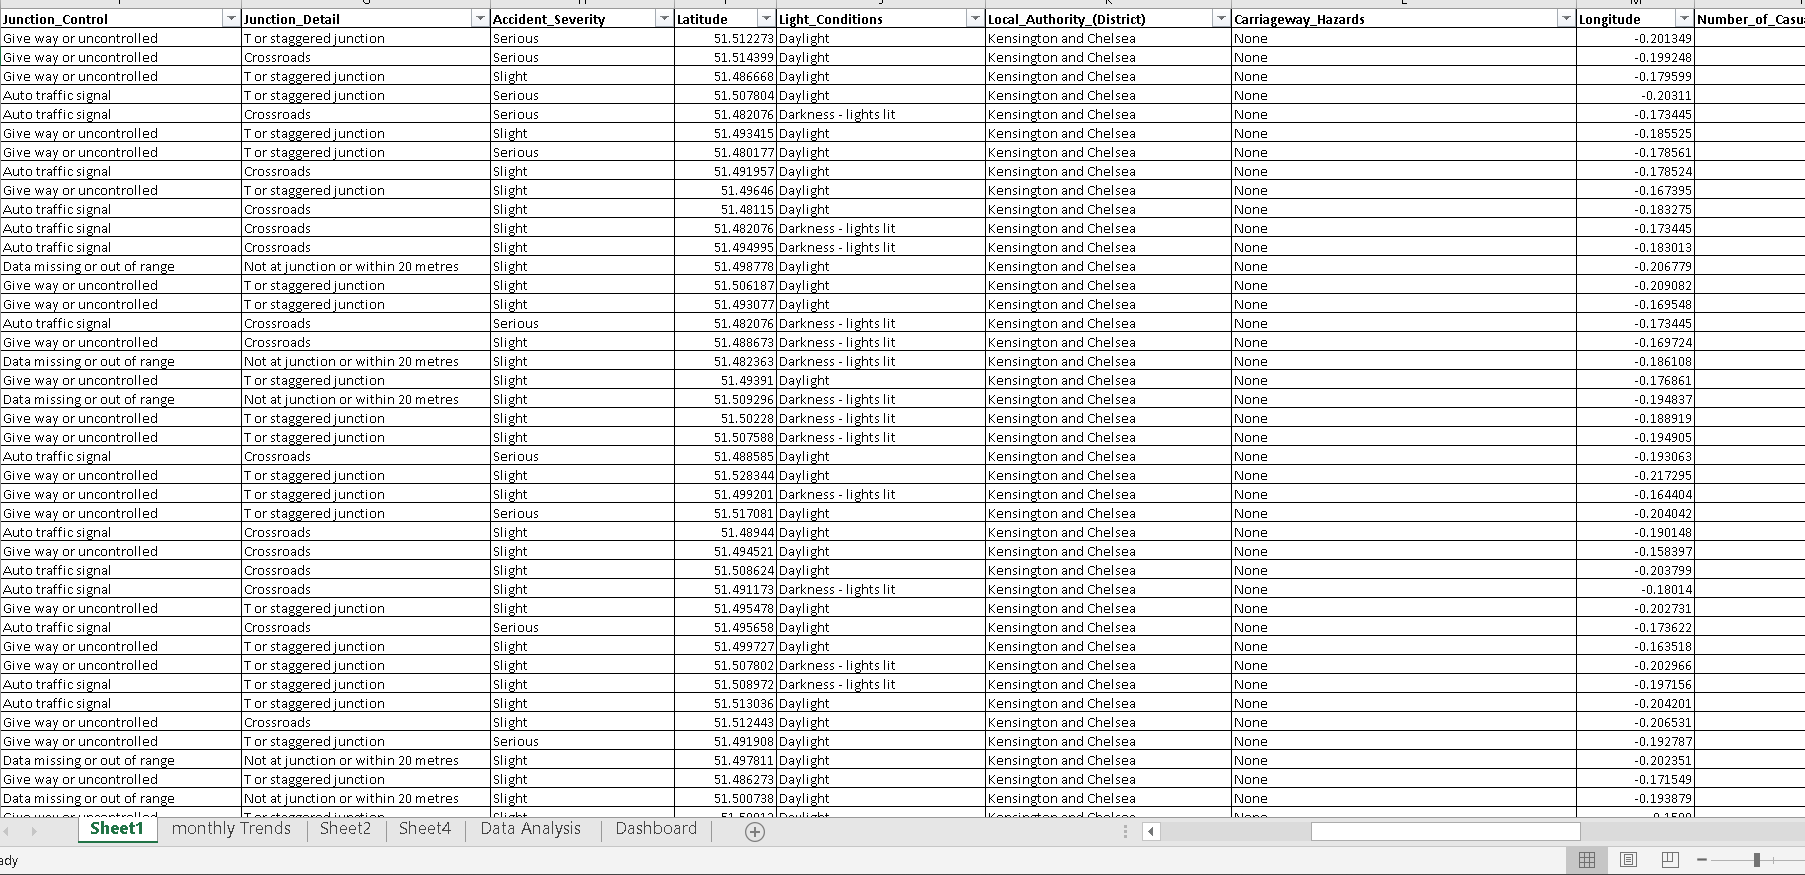 Junction_Control Junction_Detail Accident_Severity Latitude Light_Conditions Local_Authority_(District) Carriageway_Hazards Longitude Number_of_Casu
Give way or uncontrolled T or staggered junction Serious 51.512273 Daylight Kensington and Chelsea None -0.201349
Give way or uncontrolled Crossroads Serious 51.514399 Daylight Kensington and Chelsea None -0.199248
Give way or uncontrolled T or staggered junction Slight 51.486668 Daylight Kensington and Chelsea None -0.179599
Auto traffic signal T or staggered junction Serious 51.507804 Daylight Kensington and Chelsea None -0.20311
Auto traffic signal Crossroads Serious 51.482076 Darkness - lights lit Kensington and Chelsea None -0.173445
Give way or uncontrolled T or staggered junction Slight 51.493415 Daylight Kensington and Chelsea None -0.185525
Give way or uncontrolled T or staggered junction Serious 51.480177 Daylight Kensington and Chelsea None -0.178561
Auto traffic signal Crossroads Slight 51.491957 Daylight Kensington and Chelsea None -0.178524
Give way or uncontrolled T or staggered junction Slight 51.49646 Daylight Kensington and Chelsea None -0.167395
Auto traffic signal Crossroads Slight 51.48115 Daylight Kensington and Chelsea None -0.183275
Auto traffic signal Crossroads Slight 51.482076 Darkness - lights lit Kensington and Chelsea None -0.173445
Auto traffic signal Crossroads Slight 51.494995 Darkness - lights lit Kensington and Chelsea None -0.183013
Data missing or out of range Not at junction or within 20 metres Slight 51.498778 Daylight Kensington and Chelsea None -0.206779
Give way or uncontrolled T or staggered junction Slight 51.506187 Daylight Kensington and Chelsea None -0.209082
Give way or uncontrolled T or staggered junction Slight 51.493077 Daylight Kensington and Chelsea None -0.169548
Auto traffic signal Crossroads Serious 51.482076 Darkness - lights lit Kensington and Chelsea None -0.173445
Give way or uncontrolled Crossroads Slight 51.488673 Darkness - lights lit Kensington and Chelsea None -0.169724
Data missing or out of range Not at junction or within 20 metres Slight 51.482363 Darkness - lights lit Kensington and Chelsea None -0.186108
Give way or uncontrolled T or staggered junction Slight 51.49391 Daylight Kensington and Chelsea None -0.176861
Data missing or out of range Not at junction or within 20 metres Slight 51.509296 Darkness - lights lit Kensington and Chelsea None -0.194837
Give way or uncontrolled T or staggered junction Slight 51.50228 Darkness - lights lit Kensington and Chelsea None -0.188919
Give way or uncontrolled T or staggered junction Slight 51.507588 Darkness - lights lit Kensington and Chelsea None -0.194905
Auto traffic signal Crossroads Serious 51.488585 Daylight Kensington and Chelsea None -0.193063
Give way or uncontrolled T or staggered junction Slight 51.528344 Daylight Kensington and Chelsea None -0.217295
Give way or uncontrolled T or staggered junction Slight 51.499201 Darkness - lights lit Kensington and Chelsea None -0.164404
Give way or uncontrolled T or staggered junction Serious 51.517081 Daylight Kensington and Chelsea None -0.204042
Auto traffic signal Crossroads Slight 51.48944 Daylight Kensington and Chelsea None -0.190148
Give way or uncontrolled Crossroads Slight 51.494521 Daylight Kensington and Chelsea None -0.158397
Auto traffic signal Crossroads Slight 51.508624 Daylight Kensington and Chelsea None -0.203799
Auto traffic signal Crossroads Slight 51.491173 Darkness - lights lit Kensington and Chelsea None -0.18014
Give way or uncontrolled T or staggered junction Slight 51.495478 Daylight Kensington and Chelsea None -0.202731
Auto traffic signal Crossroads Serious 51.495658 Daylight Kensington and Chelsea None -0.173622
Give way or uncontrolled T or staggered junction Slight 51.499727 Daylight Kensington and Chelsea None -0.163518
Give way or uncontrolled T or staggered junction Slight 51.507802 Darkness - lights lit Kensington and Chelsea None -0.202966
Auto traffic signal T or staggered junction Slight 51.508972 Darkness - lights lit Kensington and Chelsea None -0.197156
Auto traffic signal T or staggered junction Slight 51.513036 Daylight Kensington and Chelsea None -0.204201
Give way or uncontrolled Crossroads Slight 51.512443 Daylight Kensington and Chelsea None -0.206531
Give way or uncontrolled T or staggered junction Serious 51.491908 Daylight Kensington and Chelsea None -0.192787
Data missing or out of range Not at junction or within 20 metres Slight 51.497811 Daylight Kensington and Chelsea None -0.202351
Give way or uncontrolled T or staggered junction Slight 51.486273 Daylight Kensington and Chelsea None -0.171549
Data missing or out of range Not at junction or within 20 metres Slight 51.500738 Daylight Kensington and Chelsea None -0.193879
Sheet1 monthly Trends Sheet2 Sheet4 Data Analysis Dashboard
ady